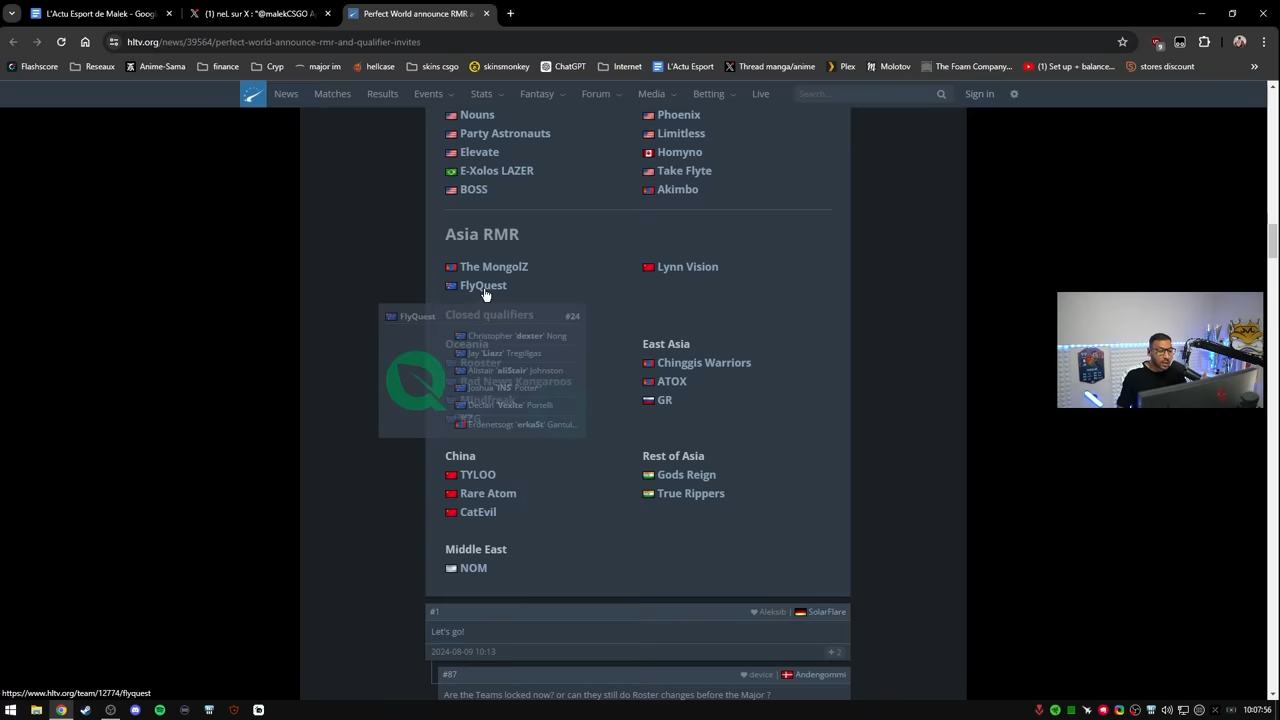 L'Actu Esport de Malek - Goog
(1) neL sur X : "@malekCSGO A
Perfect World announce RMR a
hltv.org/news/39564/perfect-world-announce-rmr-and-qualifier-invites
9
Flashscore
Reseaux
Anime-Sama
finance
Cryp
major im
hellcase
skins csgo
skinsmonkey
ChatGPT
Internet
L'Actu Esport
Thread manga/anime
Plex
Molotov
The Foam Company...
(1) Set up + balance...
stores discount
News
Matches
Results
Events
Stats
Fantasy
Forum
Media
Betting
Live
Search...
Sign in
Nouns
Phoenix
Party Astronauts
Limitless
Elevate
Homyno
E-Xolos LAZER
Take Flyte
BOSS
Akimbo
Asia RMR
The MongolZ
Lynn Vision
FlyQuest
Closed qualifiers
FlyQuest
#24
Christopher 'dexter' Nong
Jay 'Liazz' Tregillgas
Alistair 'aliStair' Johnston
Joshua 'INS' Potter
Declan 'Vexite' Portelli
Erdenetsogt 'erkaSt' Gantul...
Oceania
Rooster
Bad News Kangaroos
Mindfreak
East Asia
Chinggis Warriors
ATOX
GR
China
TYLOO
Rare Atom
CatEvil
Rest of Asia
Gods Reign
True Rippers
Middle East
NOM
#1
Aleksib | SolarFlare
Let's go!
2024-08-09 10:13
+ 2
#87
device | Andengommi
Are the Teams locked now? or can they still do Roster changes before the Major ?
https://www.hltv.org/team/12774/flyquest
10:07:56